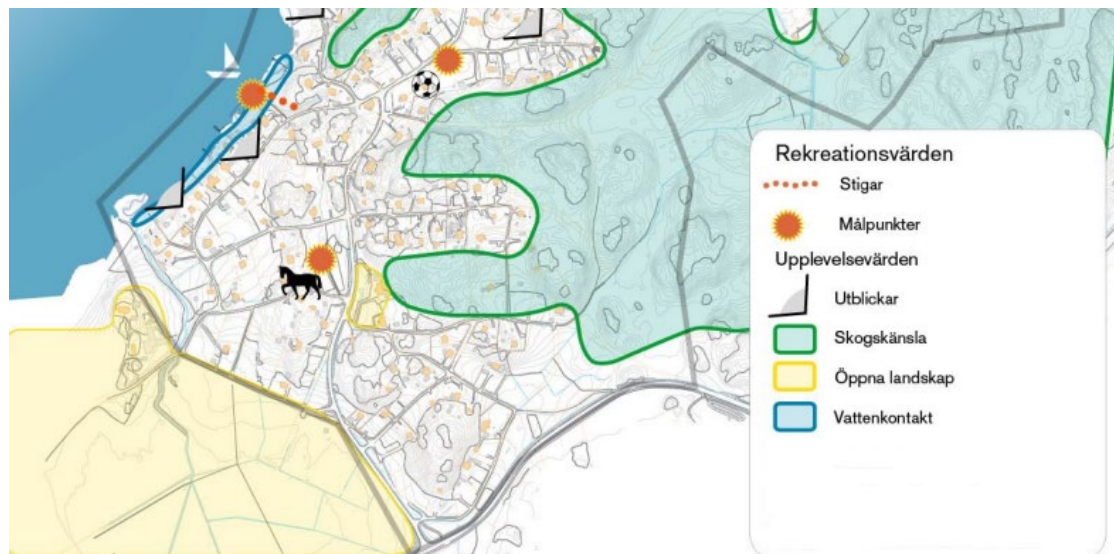 Rekreationsvärden
Stigar
Målpunkter
Upplevelsevärden
Utblickar
Skogskänsla
Öppna landskap
Vattenkontakt